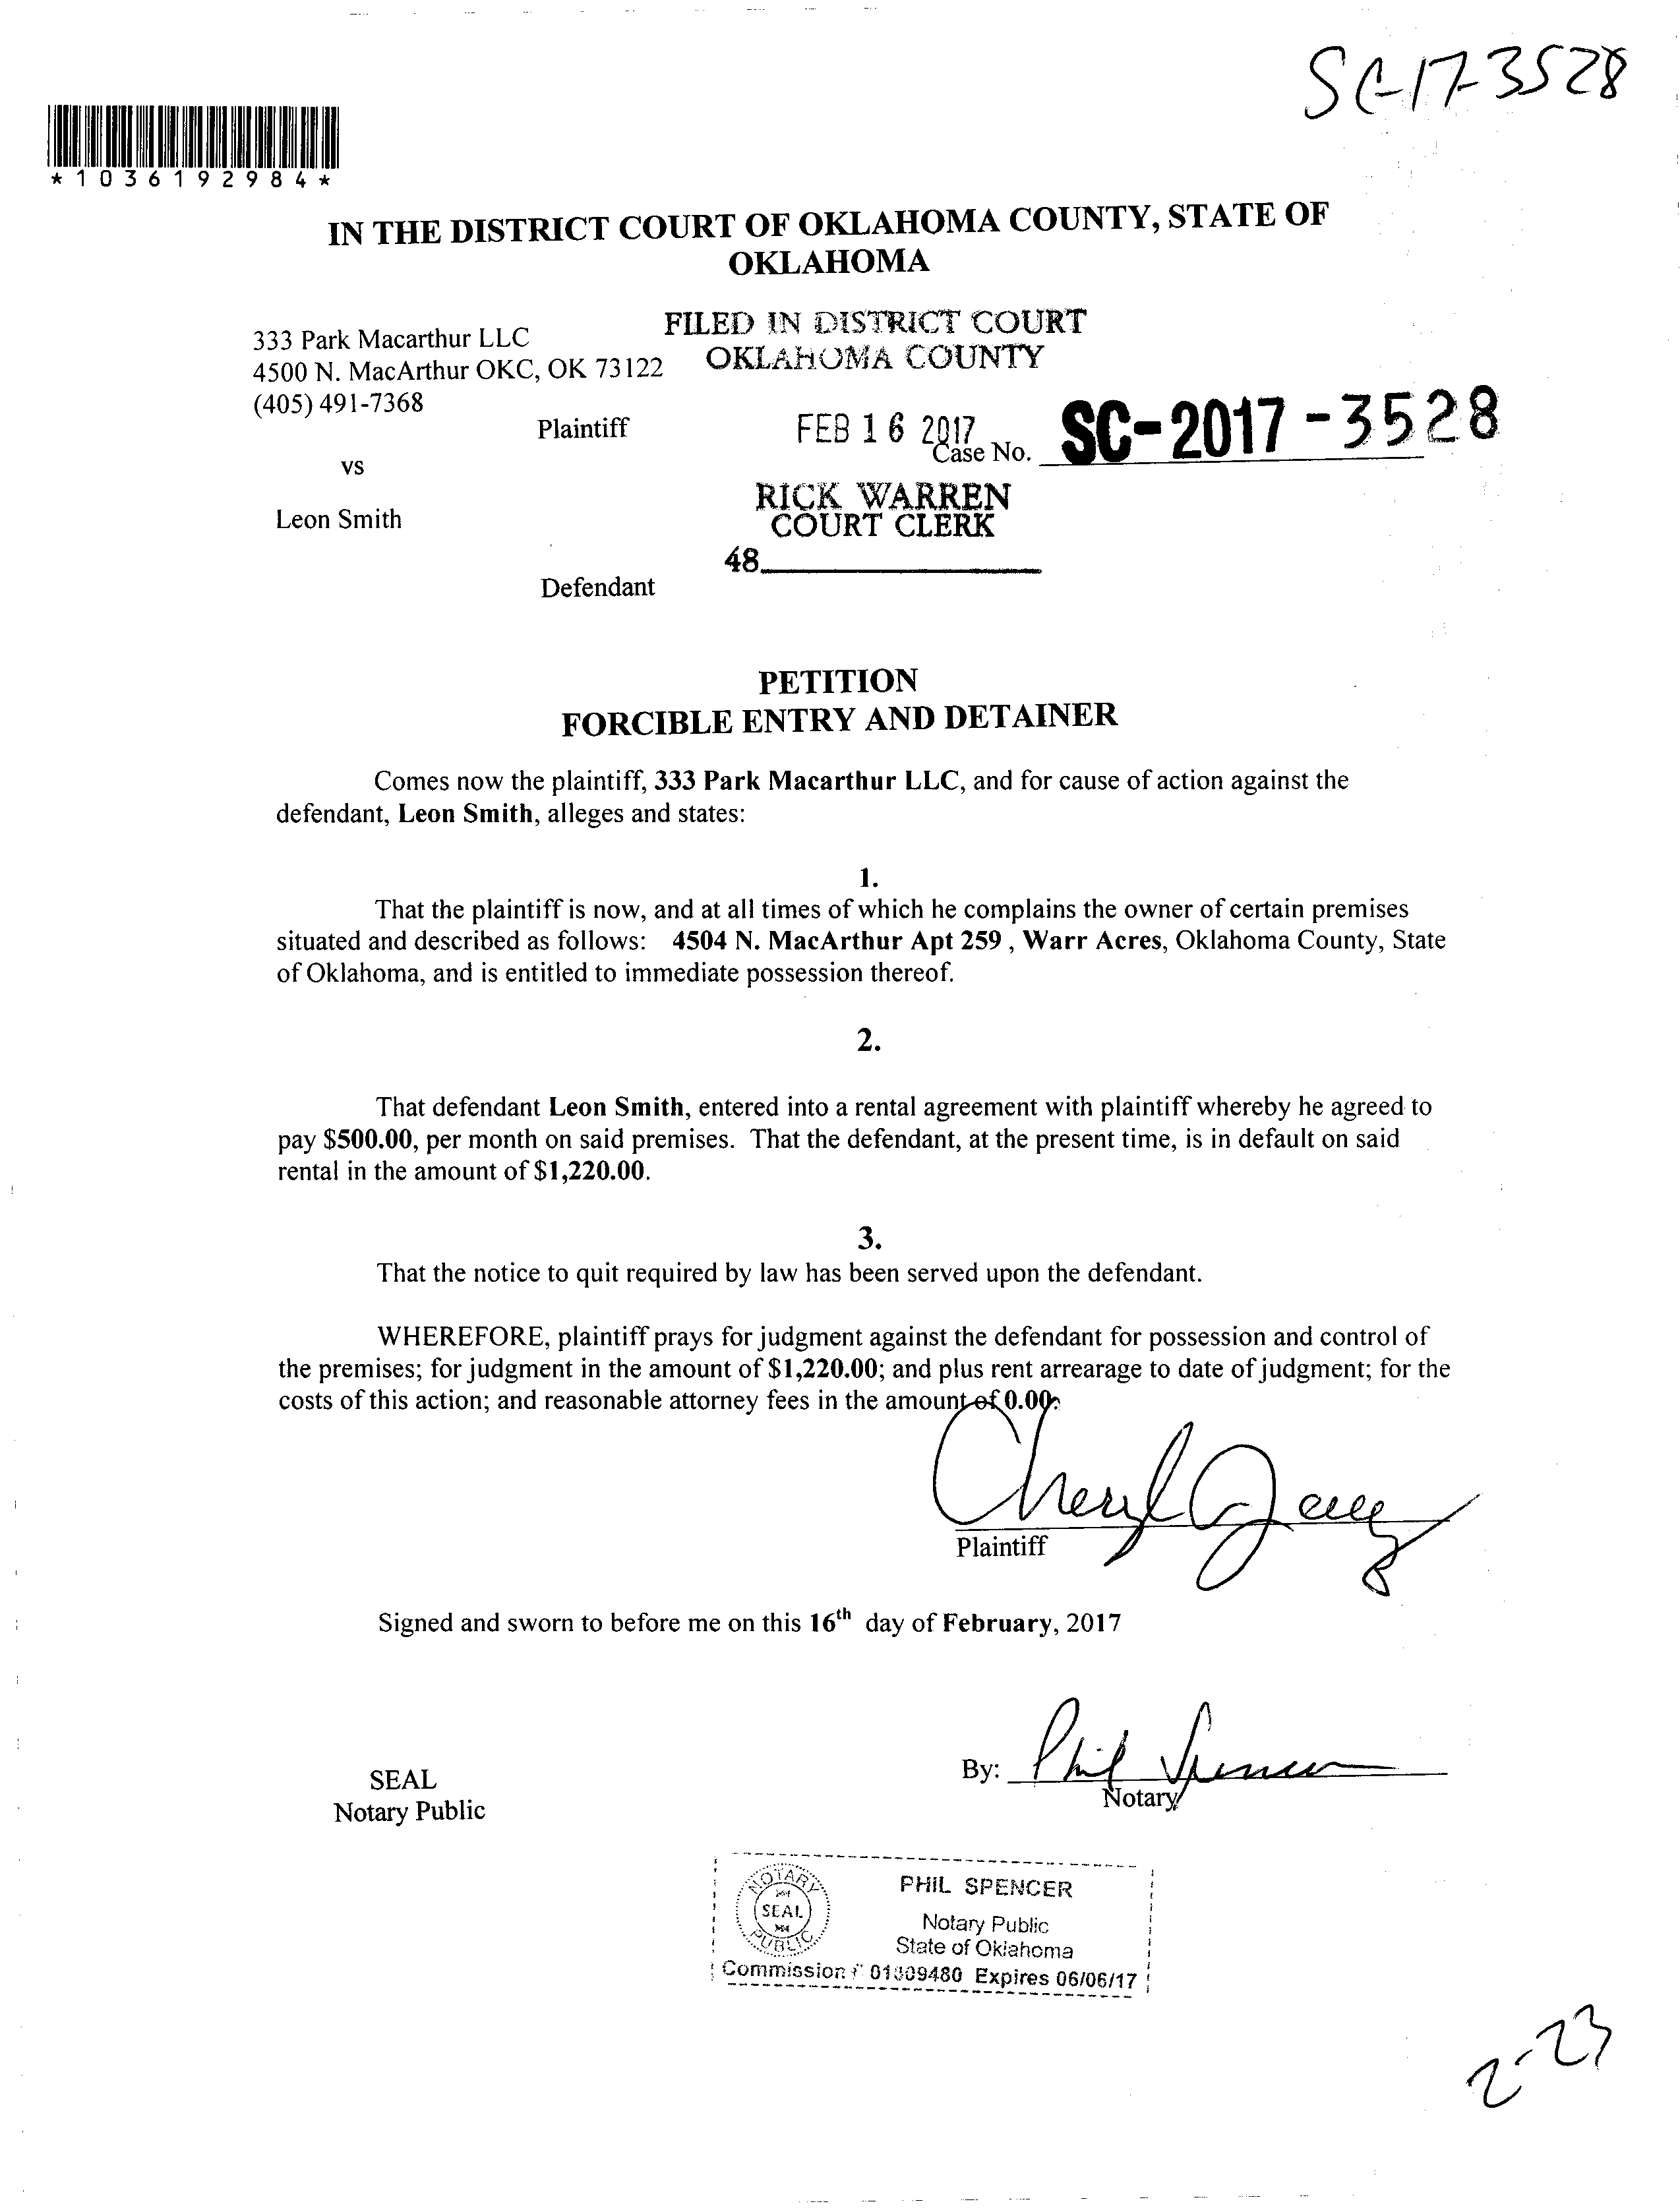 SC-17-3528
*1036192984*
IN THE DISTRICT COURT OF OKLAHOMA COUNTY, STATE OF
OKLAHOMA
333 Park Macarthur LLC
4500 N. MacArthur OKC, OK 73122
(405) 491-7368
Plaintiff
vs
Leon Smith
Defendant
FILED IN DISTRICT COURT
OKLAHOMA COUNTY
FEB 16 2017
Case No. SC-2017-3528
RICK WARREN
COURT CLERK
48
PETITION
FORCIBLE ENTRY AND DETAINER
Comes now the plaintiff, 333 Park Macarthur LLC, and for cause of action against the
defendant, Leon Smith, alleges and states:
1.
That the plaintiff is now, and at all times of which he complains the owner of certain premises
situated and described as follows: 4504 N. MacArthur Apt 259 , Warr Acres, Oklahoma County, State
of Oklahoma, and is entitled to immediate possession thereof.
2.
That defendant Leon Smith, entered into a rental agreement with plaintiff whereby he agreed to
pay $500.00, per month on said premises. That the defendant, at the present time, is in default on said
rental in the amount of $1,220.00.
3.
That the notice to quit required by law has been served upon the defendant.
WHEREFORE, plaintiff prays for judgment against the defendant for possession and control of
the premises; for judgment in the amount of $1,220.00; and plus rent arrearage to date of judgment; for the
costs of this action; and reasonable attorney fees in the amount of 0.00.
Cheryl
Plaintiff
Signed and sworn to before me on this 16th day of February, 2017
By: Phil Spencer
Notary
SEAL
Notary Public
NOTARY
SEAL
PUBLIC
PHIL SPENCER
Notary Public
State of Oklahoma
Commission # 01009480 Expires 06/06/17
2-23